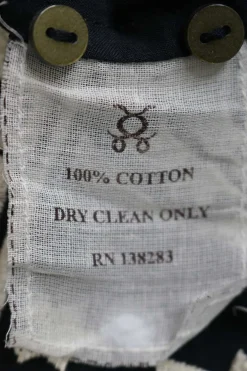 100% COTTON
DRY CLEAN ONLY
RN 138283